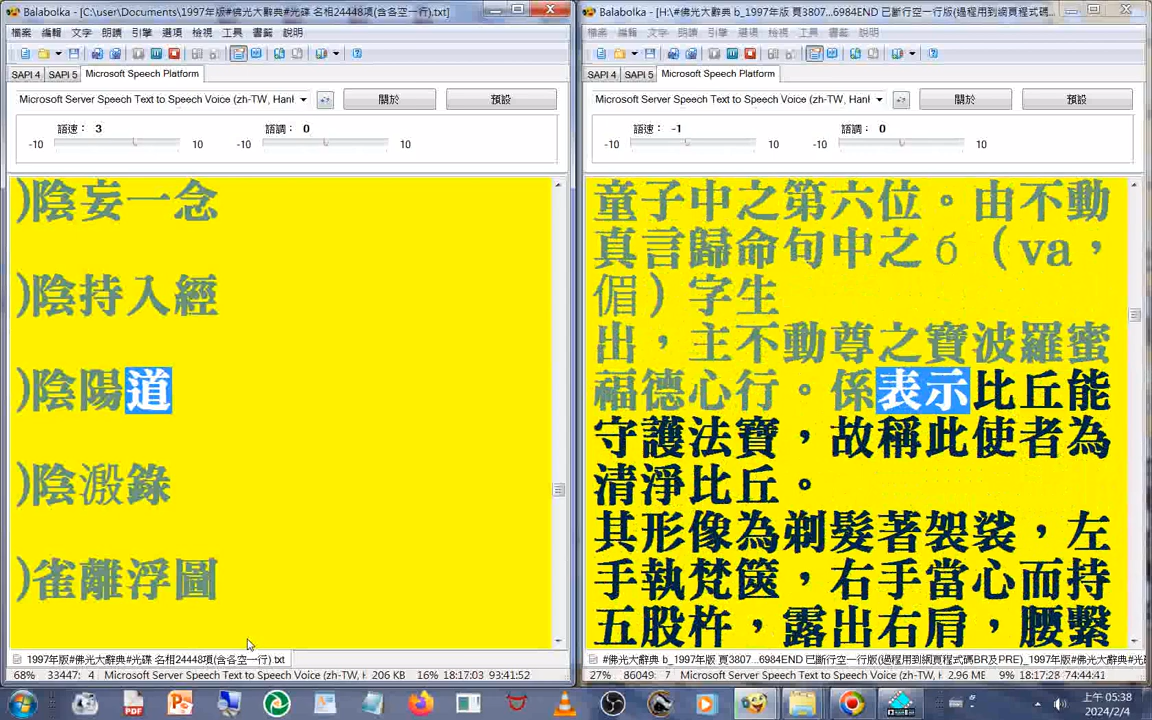 Balabolka - [C:\user\Documents\1997年版#佛光大辭典#光碟 名相24448項(含各空一行).txt]
檔案 編輯 文字 朗讀 引擎 選項 檢視 工具 書籤 說明
SAPI 4 SAPI 5 Microsoft Speech Platform
Microsoft Server Speech Text to Speech Voice (zh-TW, Hanl
關於 預設
語速： 3 語調： 0
-10 10 -10 10
)陰妄一念
)陰持入經
)陰陽道
)陰
錄
)雀離浮圖
1997年版#佛光大辭典#光碟 名相24448項(含各空一行).txt
68% 33447: 4 Microsoft Server Speech Text to Speech Voice (zh-TW, H 206 KB 16% 18:17:03 93:41:52
Balabolka - [H:\#佛光大辭典 b_1997年版 頁3807...6984END 已斷行空一行版(過程用到網頁程式碼...
檔案 編輯 文字 朗讀 引擎 選項 檢視 工具 書籤 說明
SAPI 4 SAPI 5 Microsoft Speech Platform
Microsoft Server Speech Text to Speech Voice (zh-TW, Hanl
關於 預設
語速： -1 語調： 0
-10 10 -10 10
童子中之第六位。由不動
真言歸命句中之б（va，
㑥）字生
出，主不動尊之寶波羅蜜
福德心行。係表示比丘能
守護法寶，故稱此使者為
清淨比丘。
其形像為剃髮著袈裟，左
手執梵篋，右手當心而持
五股杵，露出右肩，腰繫
#佛光大辭典 b_1997年版 頁3807...6984END 已斷行空一行版(過程用到網頁程式碼BR及PRE)_1997年版#佛光
27% 86049: 7 Microsoft Server Speech Text to Speech Voice (zh-TW, H 2.96 MB 9% 18:17:28 74:44:41
上午 05:38
2024/2/4